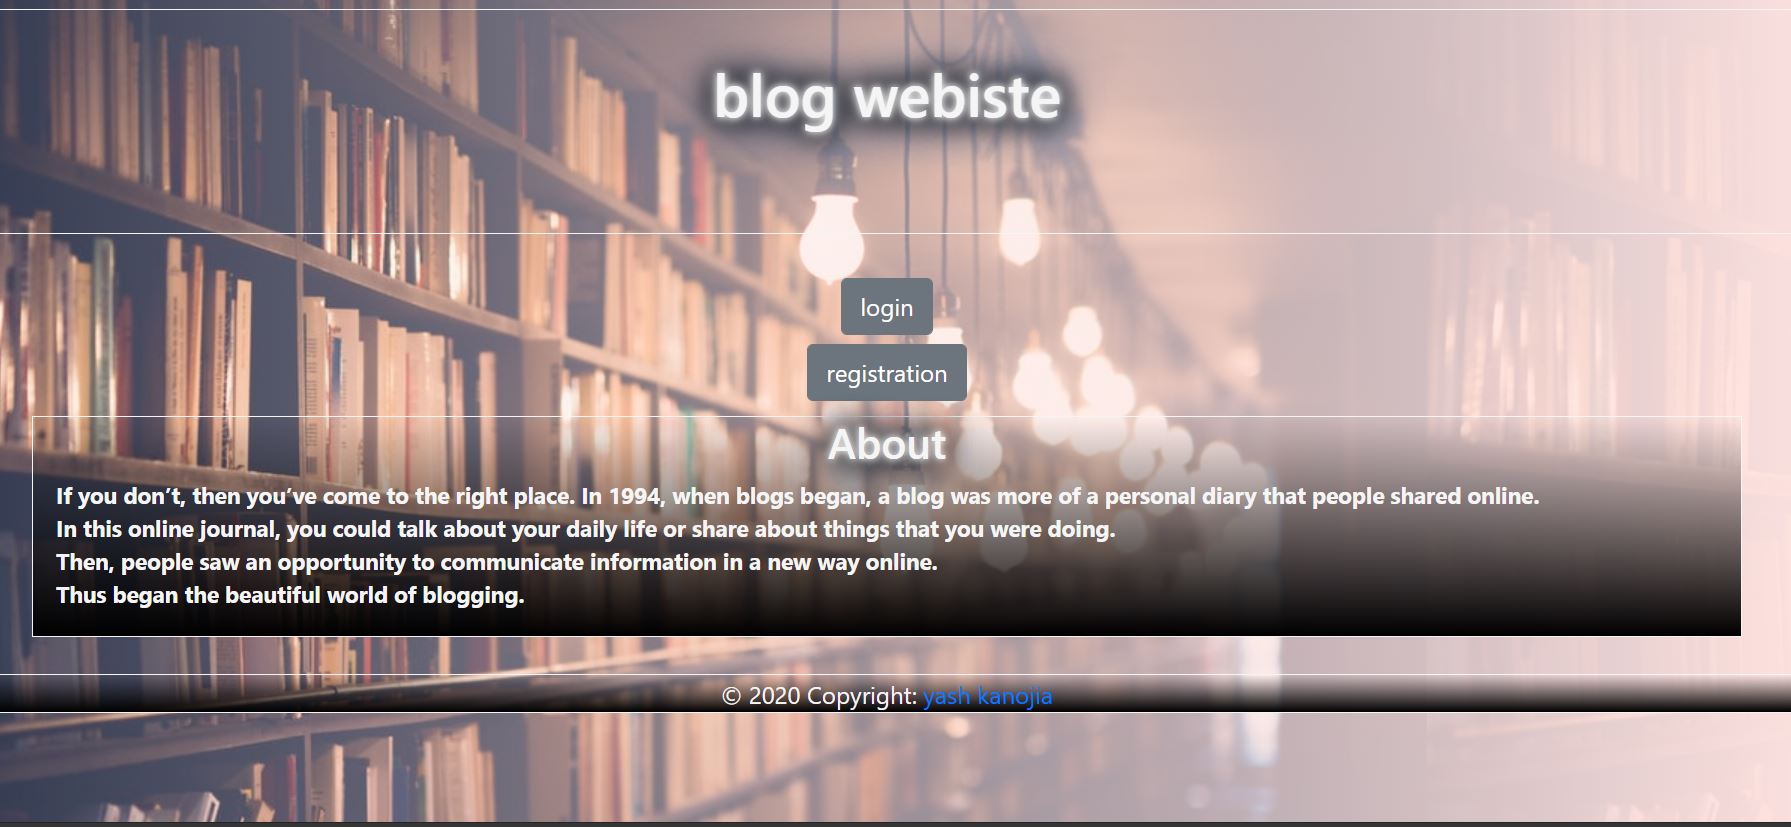 blog webiste
login
registration
About
If you don’t, then you’ve come to the right place. In 1994, when blogs began, a blog was more of a personal diary that people shared online.
In this online journal, you could talk about your daily life or share about things that you were doing.
Then, people saw an opportunity to communicate information in a new way online.
Thus began the beautiful world of blogging.
© 2020 Copyright: yash kanojia